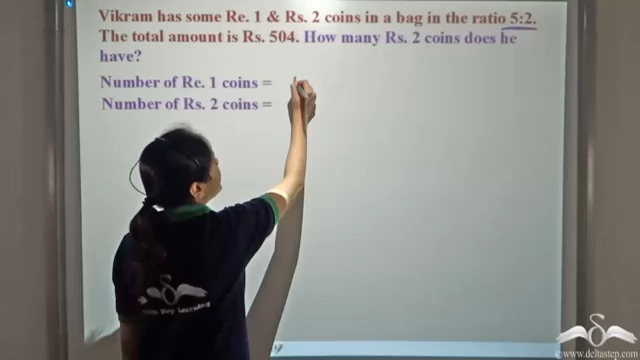 Vikram has some Re. 1 & Rs. 2 coins in a bag in the ratio 5:2.
The total amount is Rs. 504. How many Rs. 2 coins does he
have?
Number of Re. 1 coins =
Number of Rs. 2 coins =
© www.deltastep.com